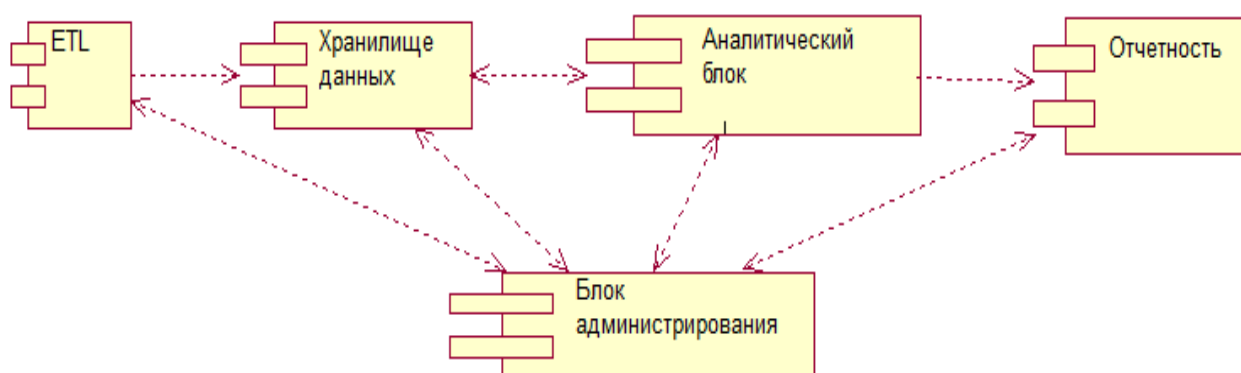 ETL
Хранилище
данных
Аналитический
блок
Отчетность
Блок
администрирования